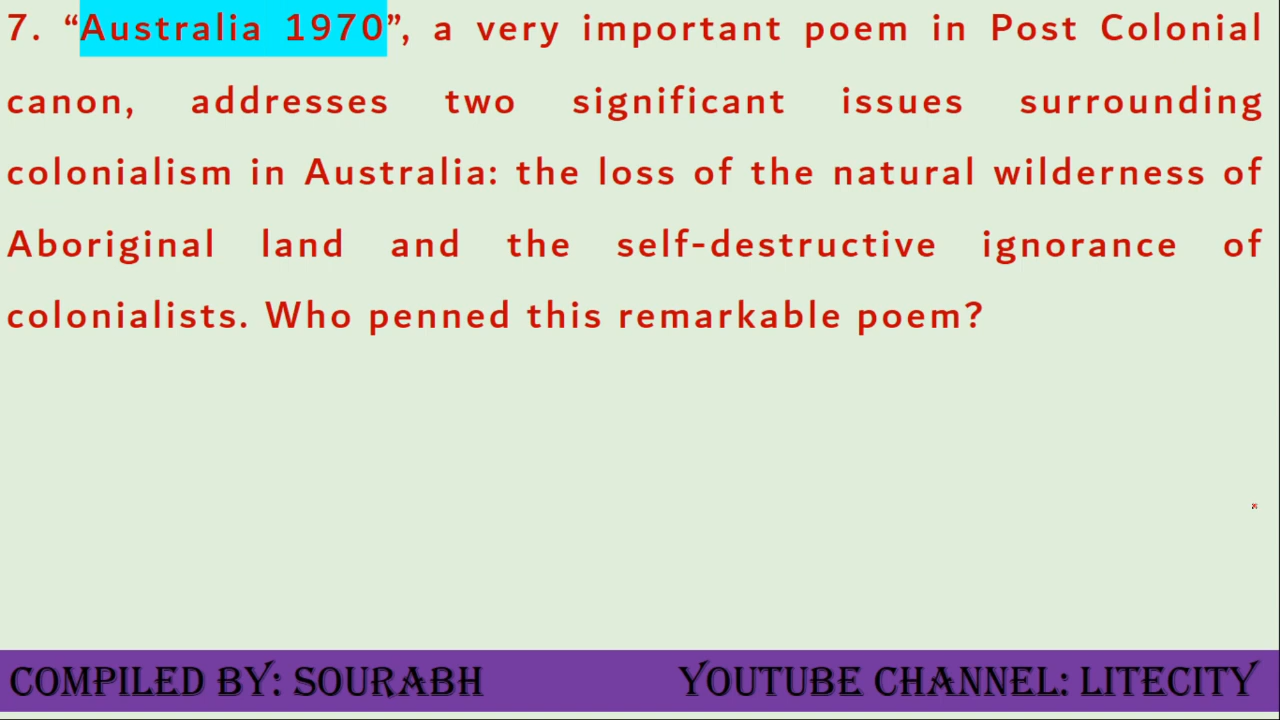 7. “Australia 1970”, a very important poem in Post Colonial
canon, addresses two significant issues surrounding
colonialism in Australia: the loss of the natural wilderness of
Aboriginal land and the self-destructive ignorance of
colonialists. Who penned this remarkable poem?
COMPILED BY: SOURABH
YOUTUBE CHANNEL: LITECITY